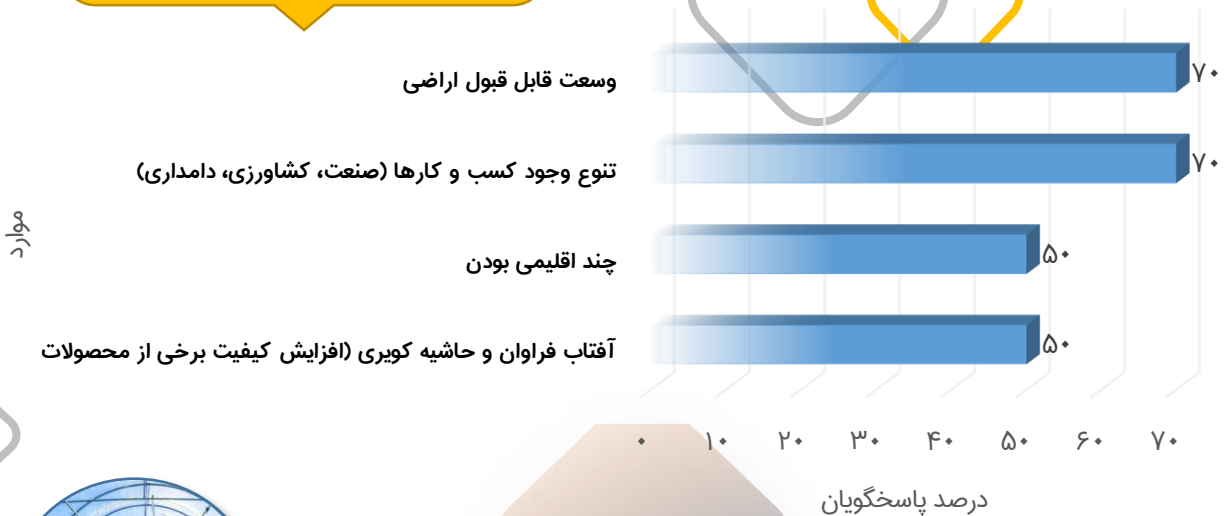 وسعت قابل قبول اراضی
۷۰
تنوع وجود کسب و کارها (صنعت، کشاورزی، دامداری)
۷۰
موارد
چند اقلیمی بودن
۵۰
آفتاب فراوان و حاشیه کویری (افزایش کیفیت برخی از محصولات
۵۰
۰ ۱۰ ۲۰ ۳۰ ۴۰ ۵۰ ۶۰ ۷۰
درصد پاسخگویان